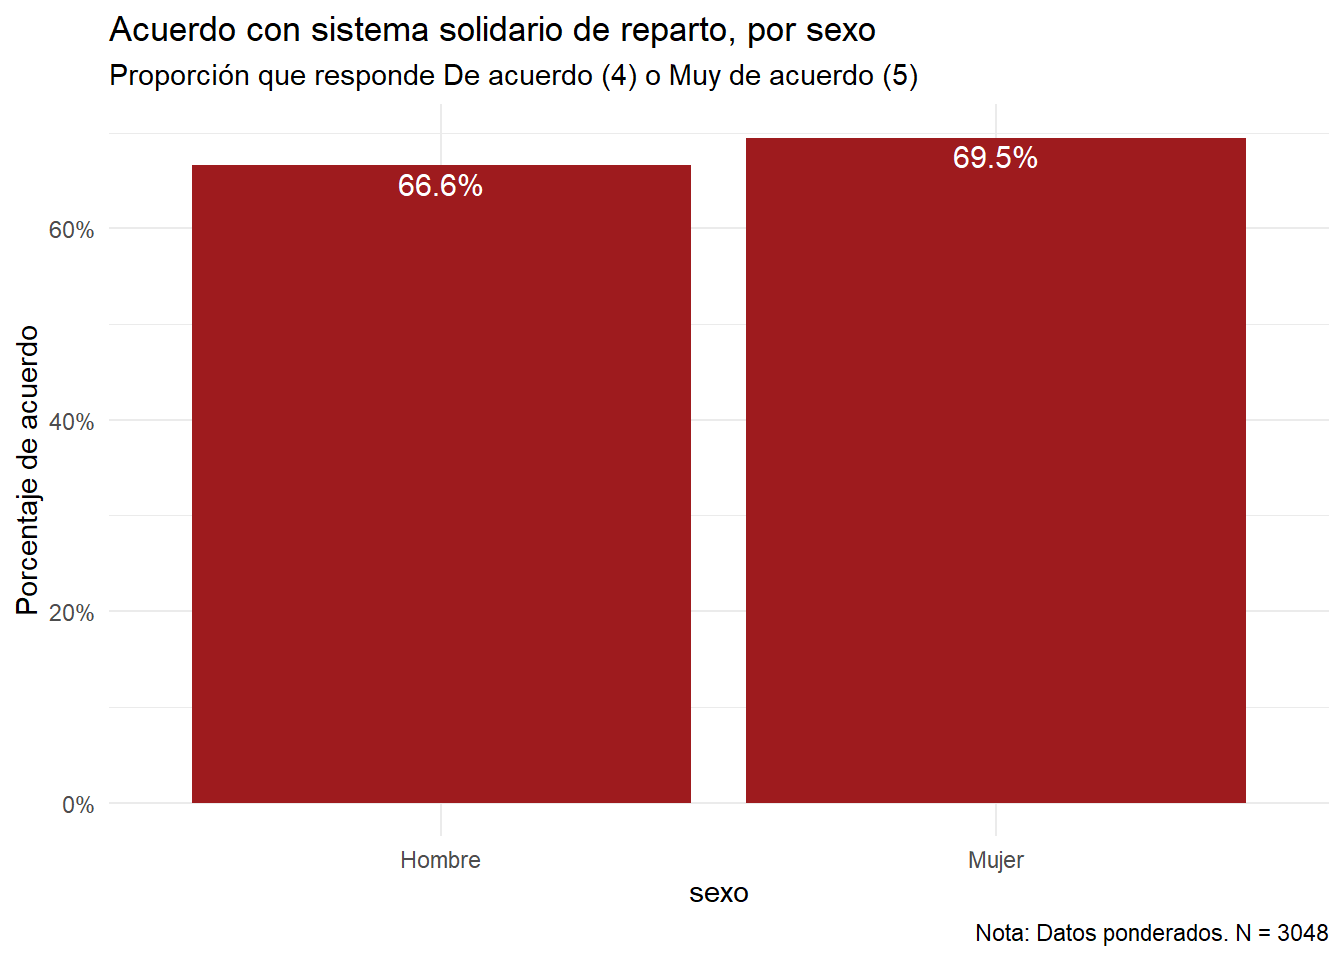 Acuerdo con sistema solidario de reparto, por sexo
Proporción que responde De acuerdo (4) o Muy de acuerdo (5)
66.6%
69.5%
60%
40%
20%
0%
Porcentaje de acuerdo
Hombre
Mujer
sexo
Nota: Datos ponderados. N = 3048